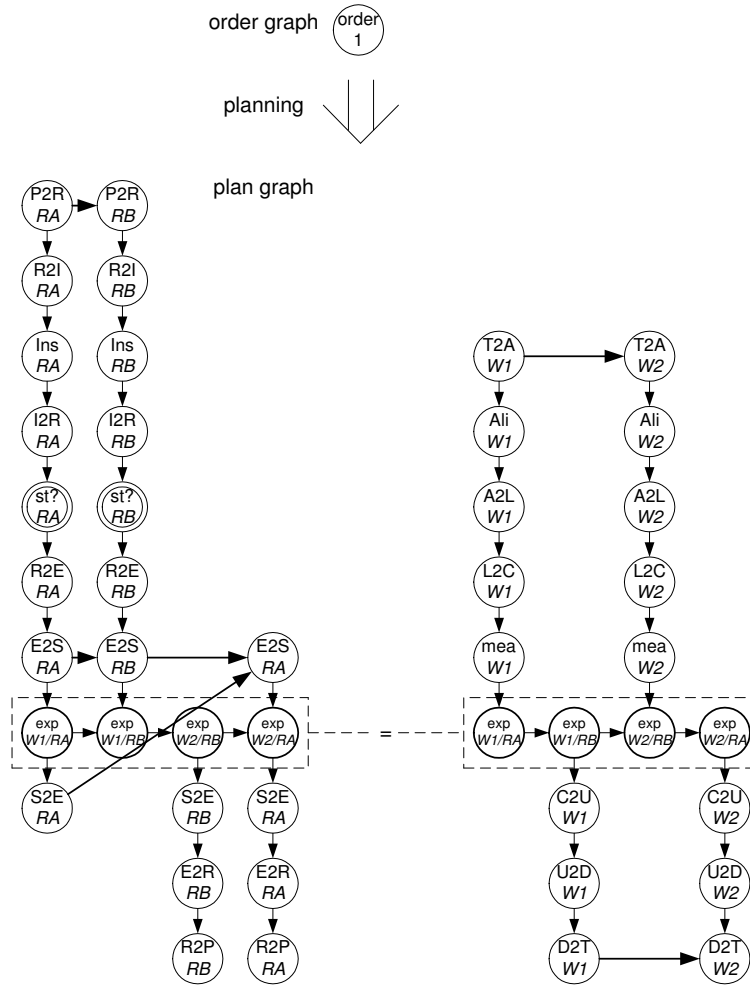 order graph
order
1
planning
plan graph
P2R
RA
P2R
RB
R2I
RA
R2I
RB
Ins
RA
Ins
RB
T2A
W1
T2A
W2
I2R
RA
I2R
RB
Ali
W1
Ali
W2
st?
RA
st?
RB
A2L
W1
A2L
W2
R2E
RA
R2E
RB
L2C
W1
L2C
W2
E2S
RA
E2S
RB
E2S
RA
mea
W1
mea
W2
exp
W1/RA
exp
W1/RB
exp
W2/RB
exp
W2/RA
=
exp
W1/RA
exp
W1/RB
exp
W2/RB
exp
W2/RA
S2E
RA
S2E
RB
S2E
RA
C2U
W1
C2U
W2
E2R
RB
E2R
RA
U2D
W1
U2D
W2
R2P
RB
R2P
RA
D2T
W1
D2T
W2